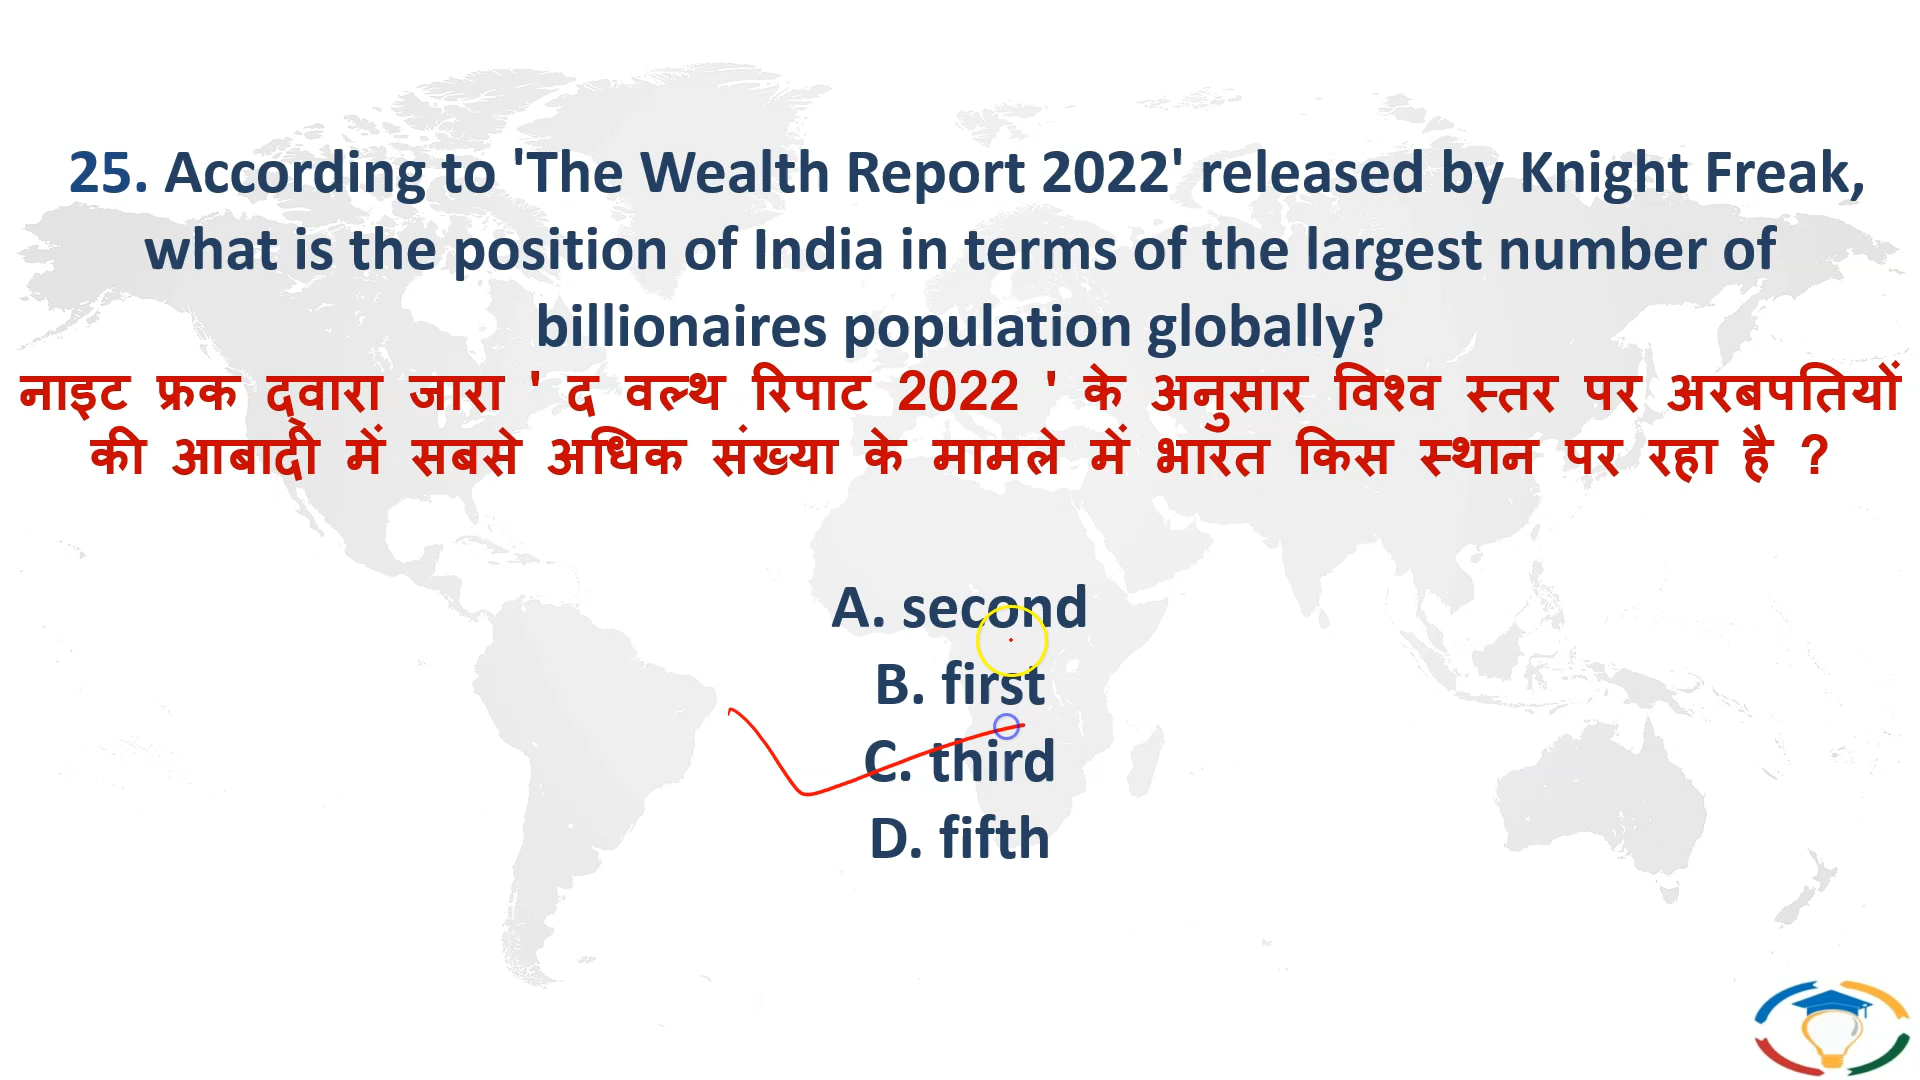 25. According to 'The Wealth Report 2022' released by Knight Freak,
what is the position of India in terms of the largest number of
billionaires population globally?
नाइट फ्रक द्वारा जारा ' द वल्थ रिपाट 2022 ' के अनुसार विश्व स्तर पर अरबपतियों
की आबादी में सबसे अधिक संख्या के मामले में भारत किस स्थान पर रहा है ?
A. second
B. first
C. third
D. fifth